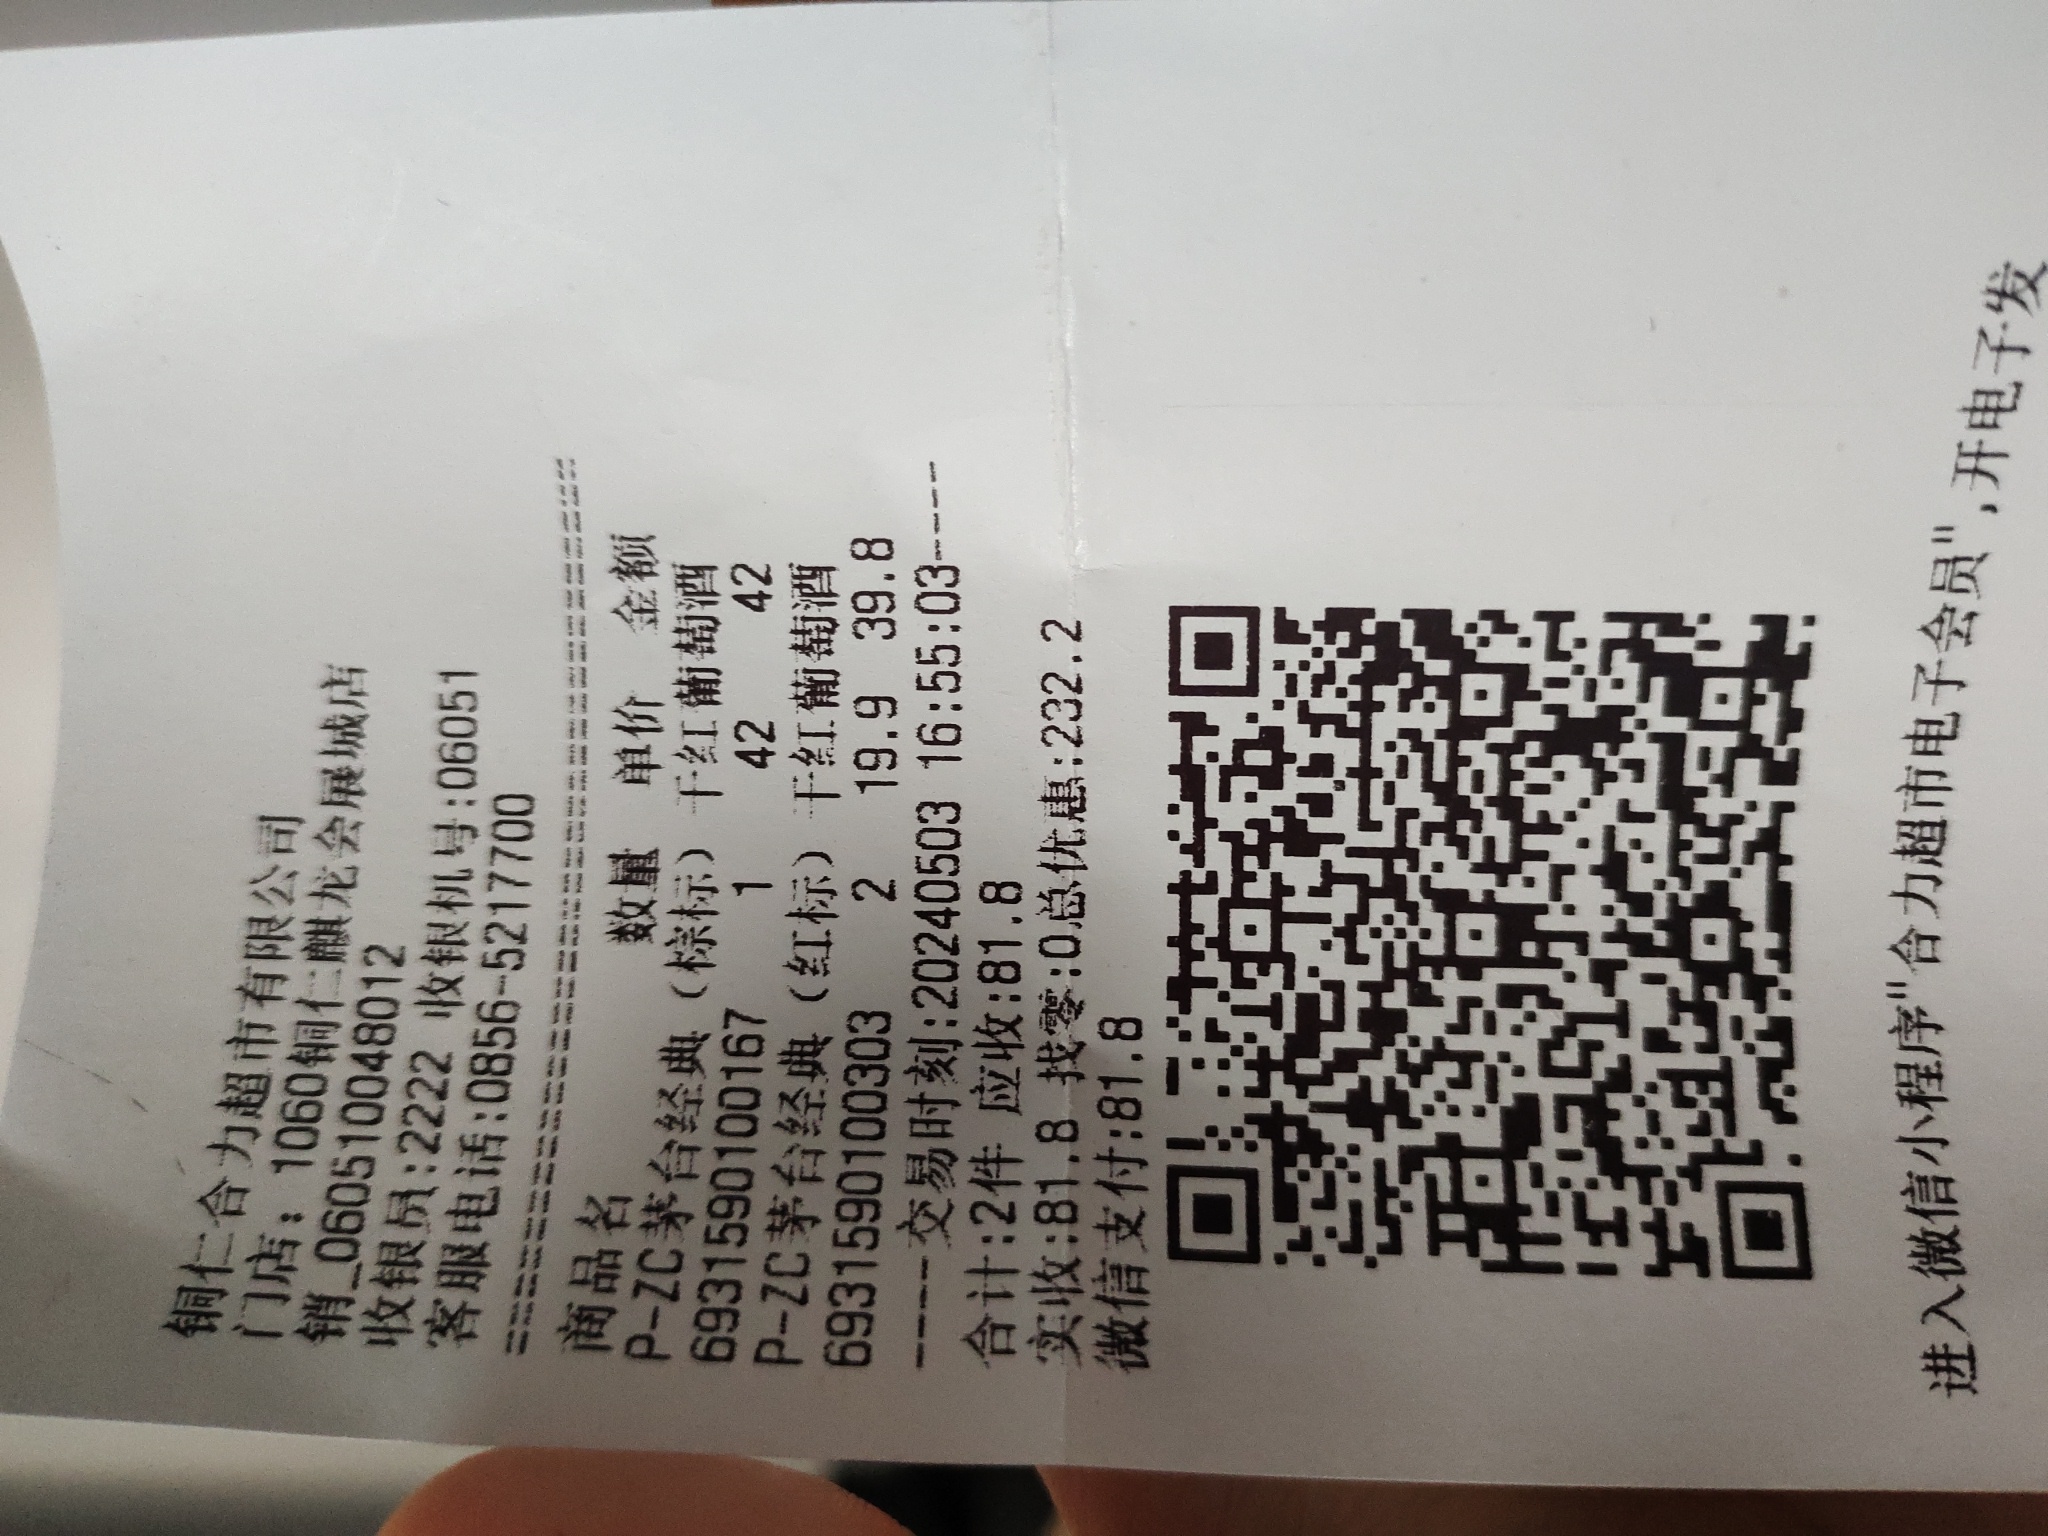 铜仁合力超市有限公司
门店：1060铜仁麒龙会展城店
销_060510048012
收银员:2222 收银机号:06051
客服电话:0856-5217700
商品名 数量 单价 金额
P-ZC茅台经典（棕标）干红葡萄酒
6931590100167 1 42 42
P-ZC茅台经典（红标）干红葡萄酒
6931590100303 2 19.9 39.8
-----交易时刻:20240503 16:55:03-----
合计:2件 应收:81.8
实收:81.8 找零:0总优惠:232.2
微信支付:81.8
进入微信小程序"合力超市电子会员",开电子发